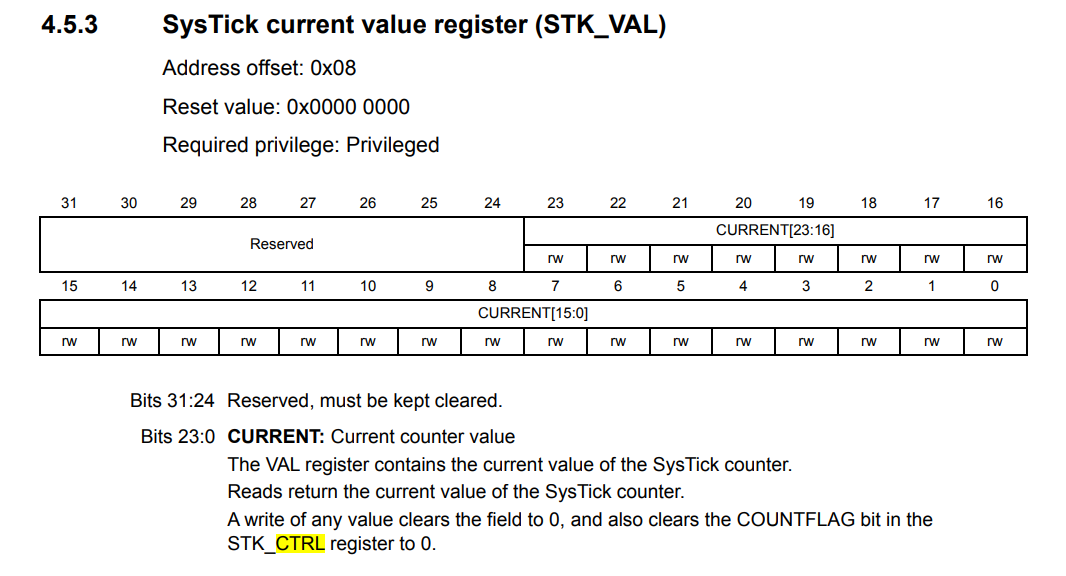 4.5.3 SysTick current value register (STK_VAL)
Address offset: 0x08
Reset value: 0x0000 0000
Required privilege: Privileged
31 30 29 28 27 26 25 24 23 22 21 20 19 18 17 16
Reserved CURRENT[23:16]
rw rw rw rw rw rw rw rw
15 14 13 12 11 10 9 8 7 6 5 4 3 2 1 0
CURRENT[15:0]
rw rw rw rw rw rw rw rw rw rw rw rw rw rw rw rw
Bits 31:24 Reserved, must be kept cleared.
Bits 23:0 CURRENT: Current counter value
The VAL register contains the current value of the SysTick counter.
Reads return the current value of the SysTick counter.
A write of any value clears the field to 0, and also clears the COUNTFLAG bit in the
STK_CTRL register to 0.